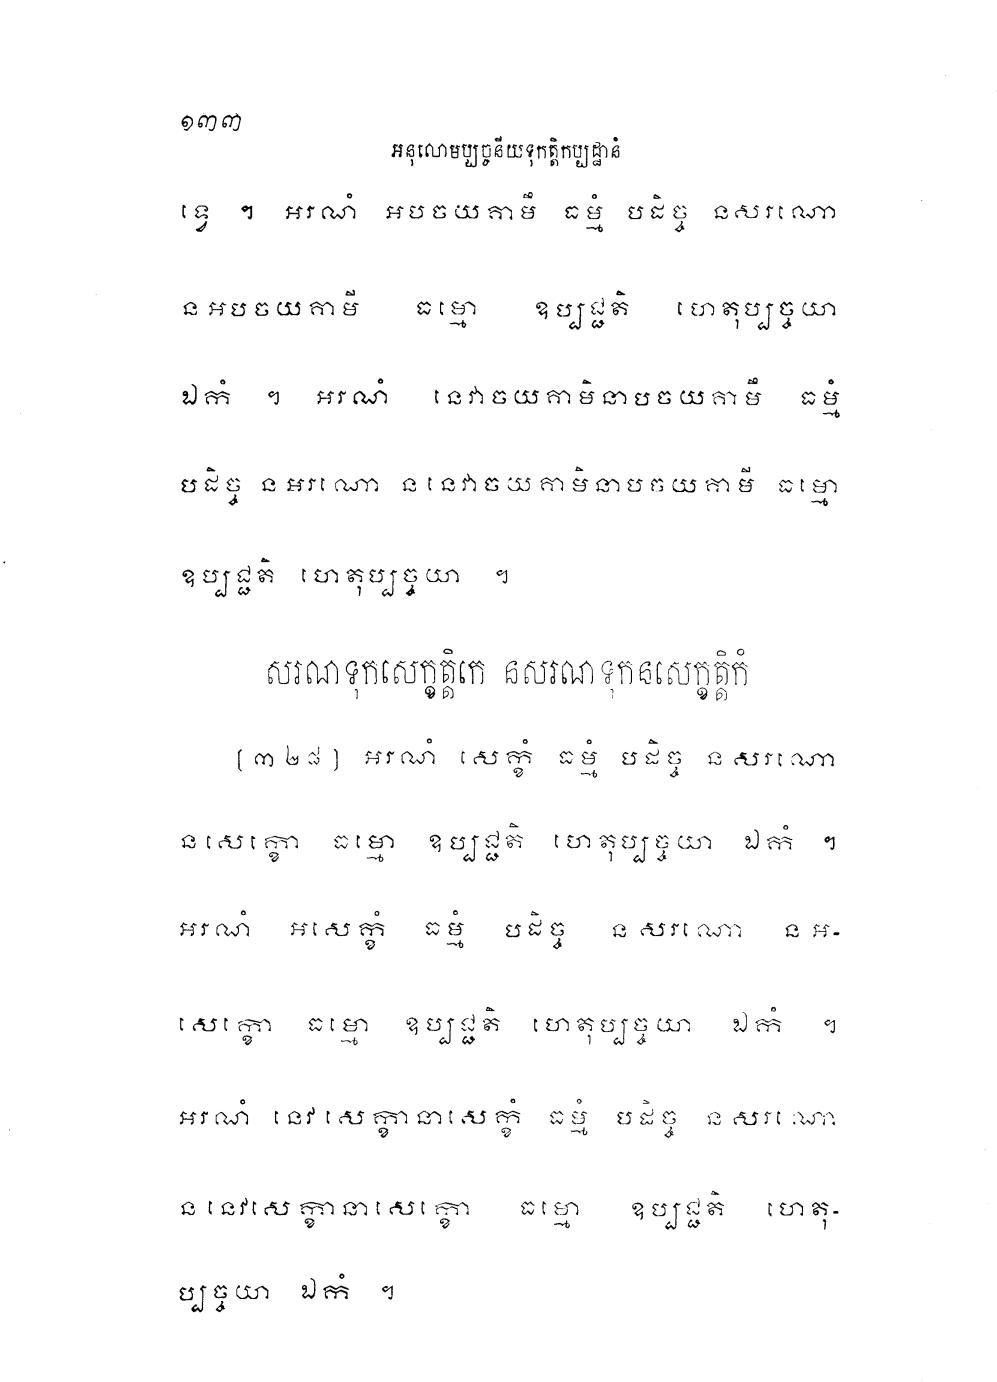 ១៣៣
អនុលោមប្បច្ចនីយទុកត្តិកប្បដ្ឋានំ
ទ្វេ ។ អរណំ អបចយគាមឹ ធម្មំ បដិច្ច នសរណោ
នអបចយគាមី ធម្មោ ឧប្បជ្ជតិ ហេតុប្បច្ចយា
ឯកំ ។ អរណំ នេវាចយគាមិនាបចយគាមឹ ធម្មំ
បដិច្ច នអរណោ ននេវាចយគាមិនាបចយគាមី ធម្មោ
ឧប្បជ្ជតិ ហេតុប្បច្ចយា ។
សរណទុកសេក្ខត្តិកេ នសរណទុកនសេក្ខត្តិកំ
[៣២៨] អរណំ សេក្ខំ ធម្មំ បដិច្ច នសរណោ
នសេក្ខោ ធម្មោ ឧប្បជ្ជតិ ហេតុប្បច្ចយា ឯកំ ។
អរណំ អសេក្ខំ ធម្មំ បដិច្ច នសរណោ នអ-
សេក្ខោ ធម្មោ ឧប្បជ្ជតិ ហេតុប្បច្ចយា ឯកំ ។
អរណំ នេវសេក្ខានាសេក្ខំ ធម្មំ បដិច្ច នសរណោ
ននេវសេក្ខានាសេក្ខោ ធម្មោ ឧប្បជ្ជតិ ហេតុ-
ប្បច្ចយា ឯកំ ។